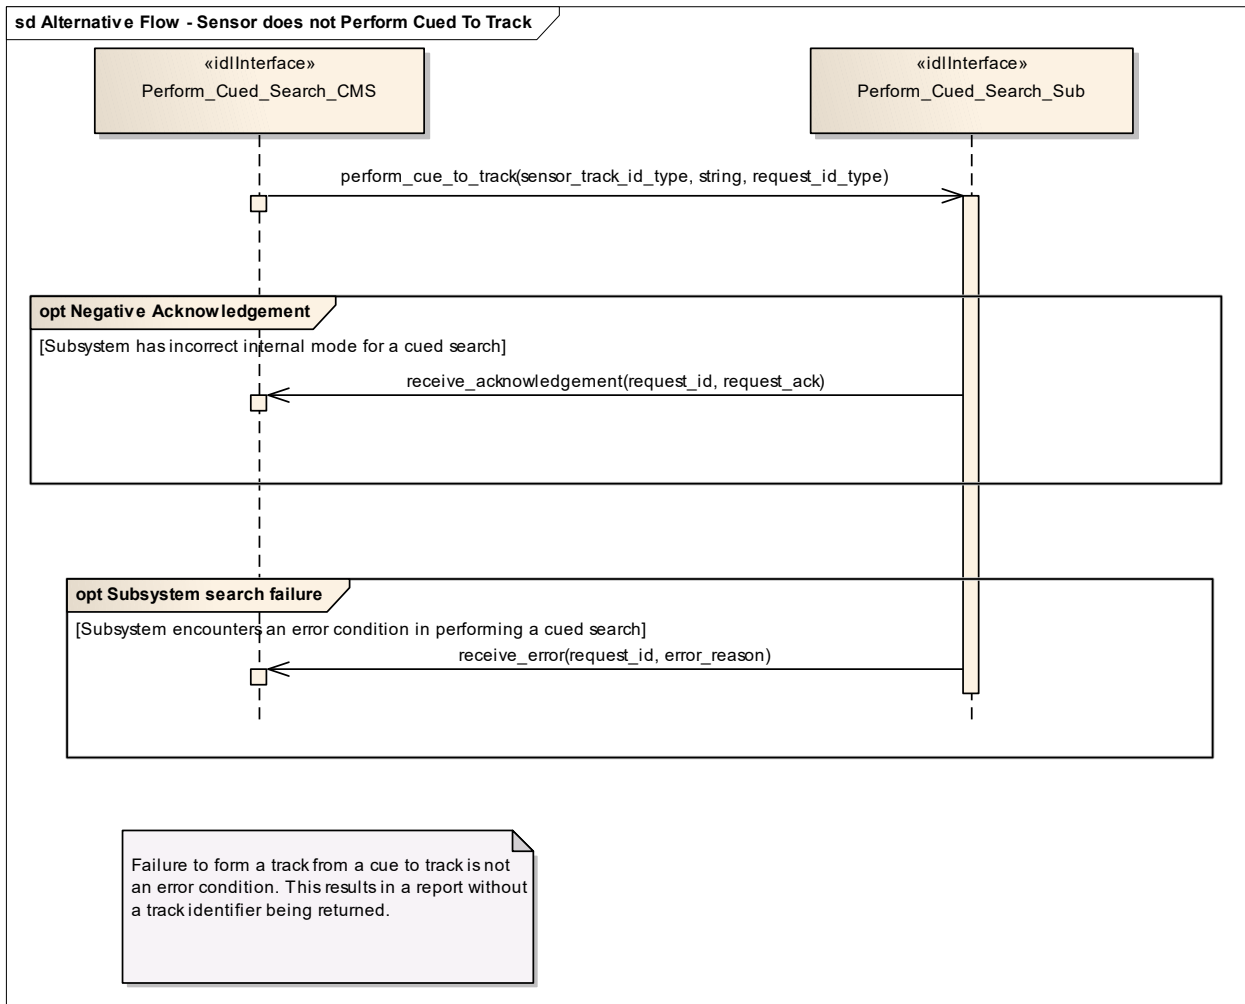 sd Alternative Flow - Sensor does not Perform Cued To Track
«idlInterface»
Perform_Cued_Search_CMS
«idlInterface»
Perform_Cued_Search_Sub
perform_cue_to_track(sensor_track_id_type, string, request_id_type)
opt Negative Acknowledgement
[Subsystem has incorrect internal mode for a cued search]
receive_acknowledgement(request_id, request_ack)
opt Subsystem search failure
[Subsystem encounters an error condition in performing a cued search]
receive_error(request_id, error_reason)
Failure to form a track from a cue to track is not
an error condition. This results in a report without
a track identifier being returned.